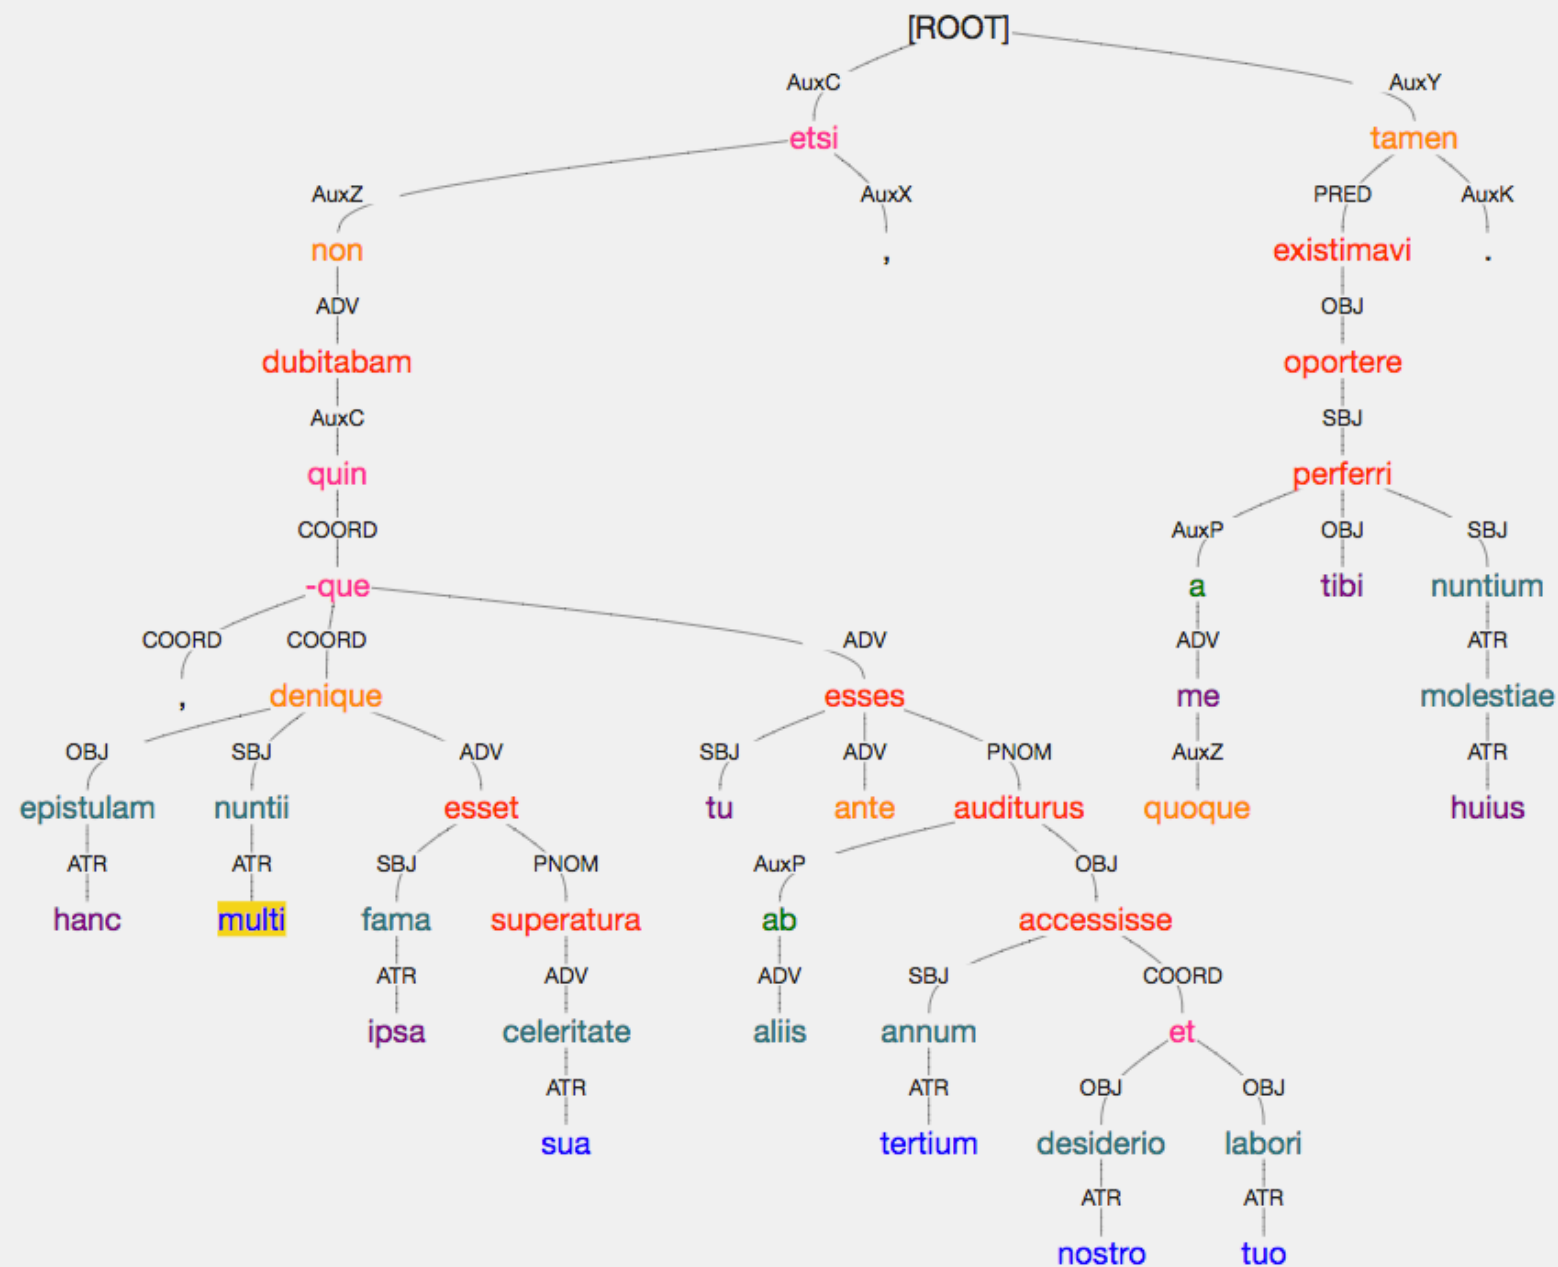 [ROOT]
AuxC AuxY
etsi tamen
AuxZ AuxX PRED AuxK
non , existimavi .
ADV OBJ
dubitabam oportere
AuxC SBJ
quin perferri
COORD AuxP OBJ SBJ
-que a tibi nuntium
COORD COORD ADV ADV ATR
, denique esses me molestiae
OBJ SBJ ADV SBJ ADV PNOM AuxZ ATR
epistulam nuntii esset tu ante auditurus quoque huius
ATR ATR SBJ PNOM AuxP OBJ
hanc multi fama superatura ab accessisse
ATR ADV ADV SBJ COORD
ipsa celeritate aliis annum et
ATR ATR OBJ OBJ
sua tertium desiderio labori
ATR ATR
nostro tuo